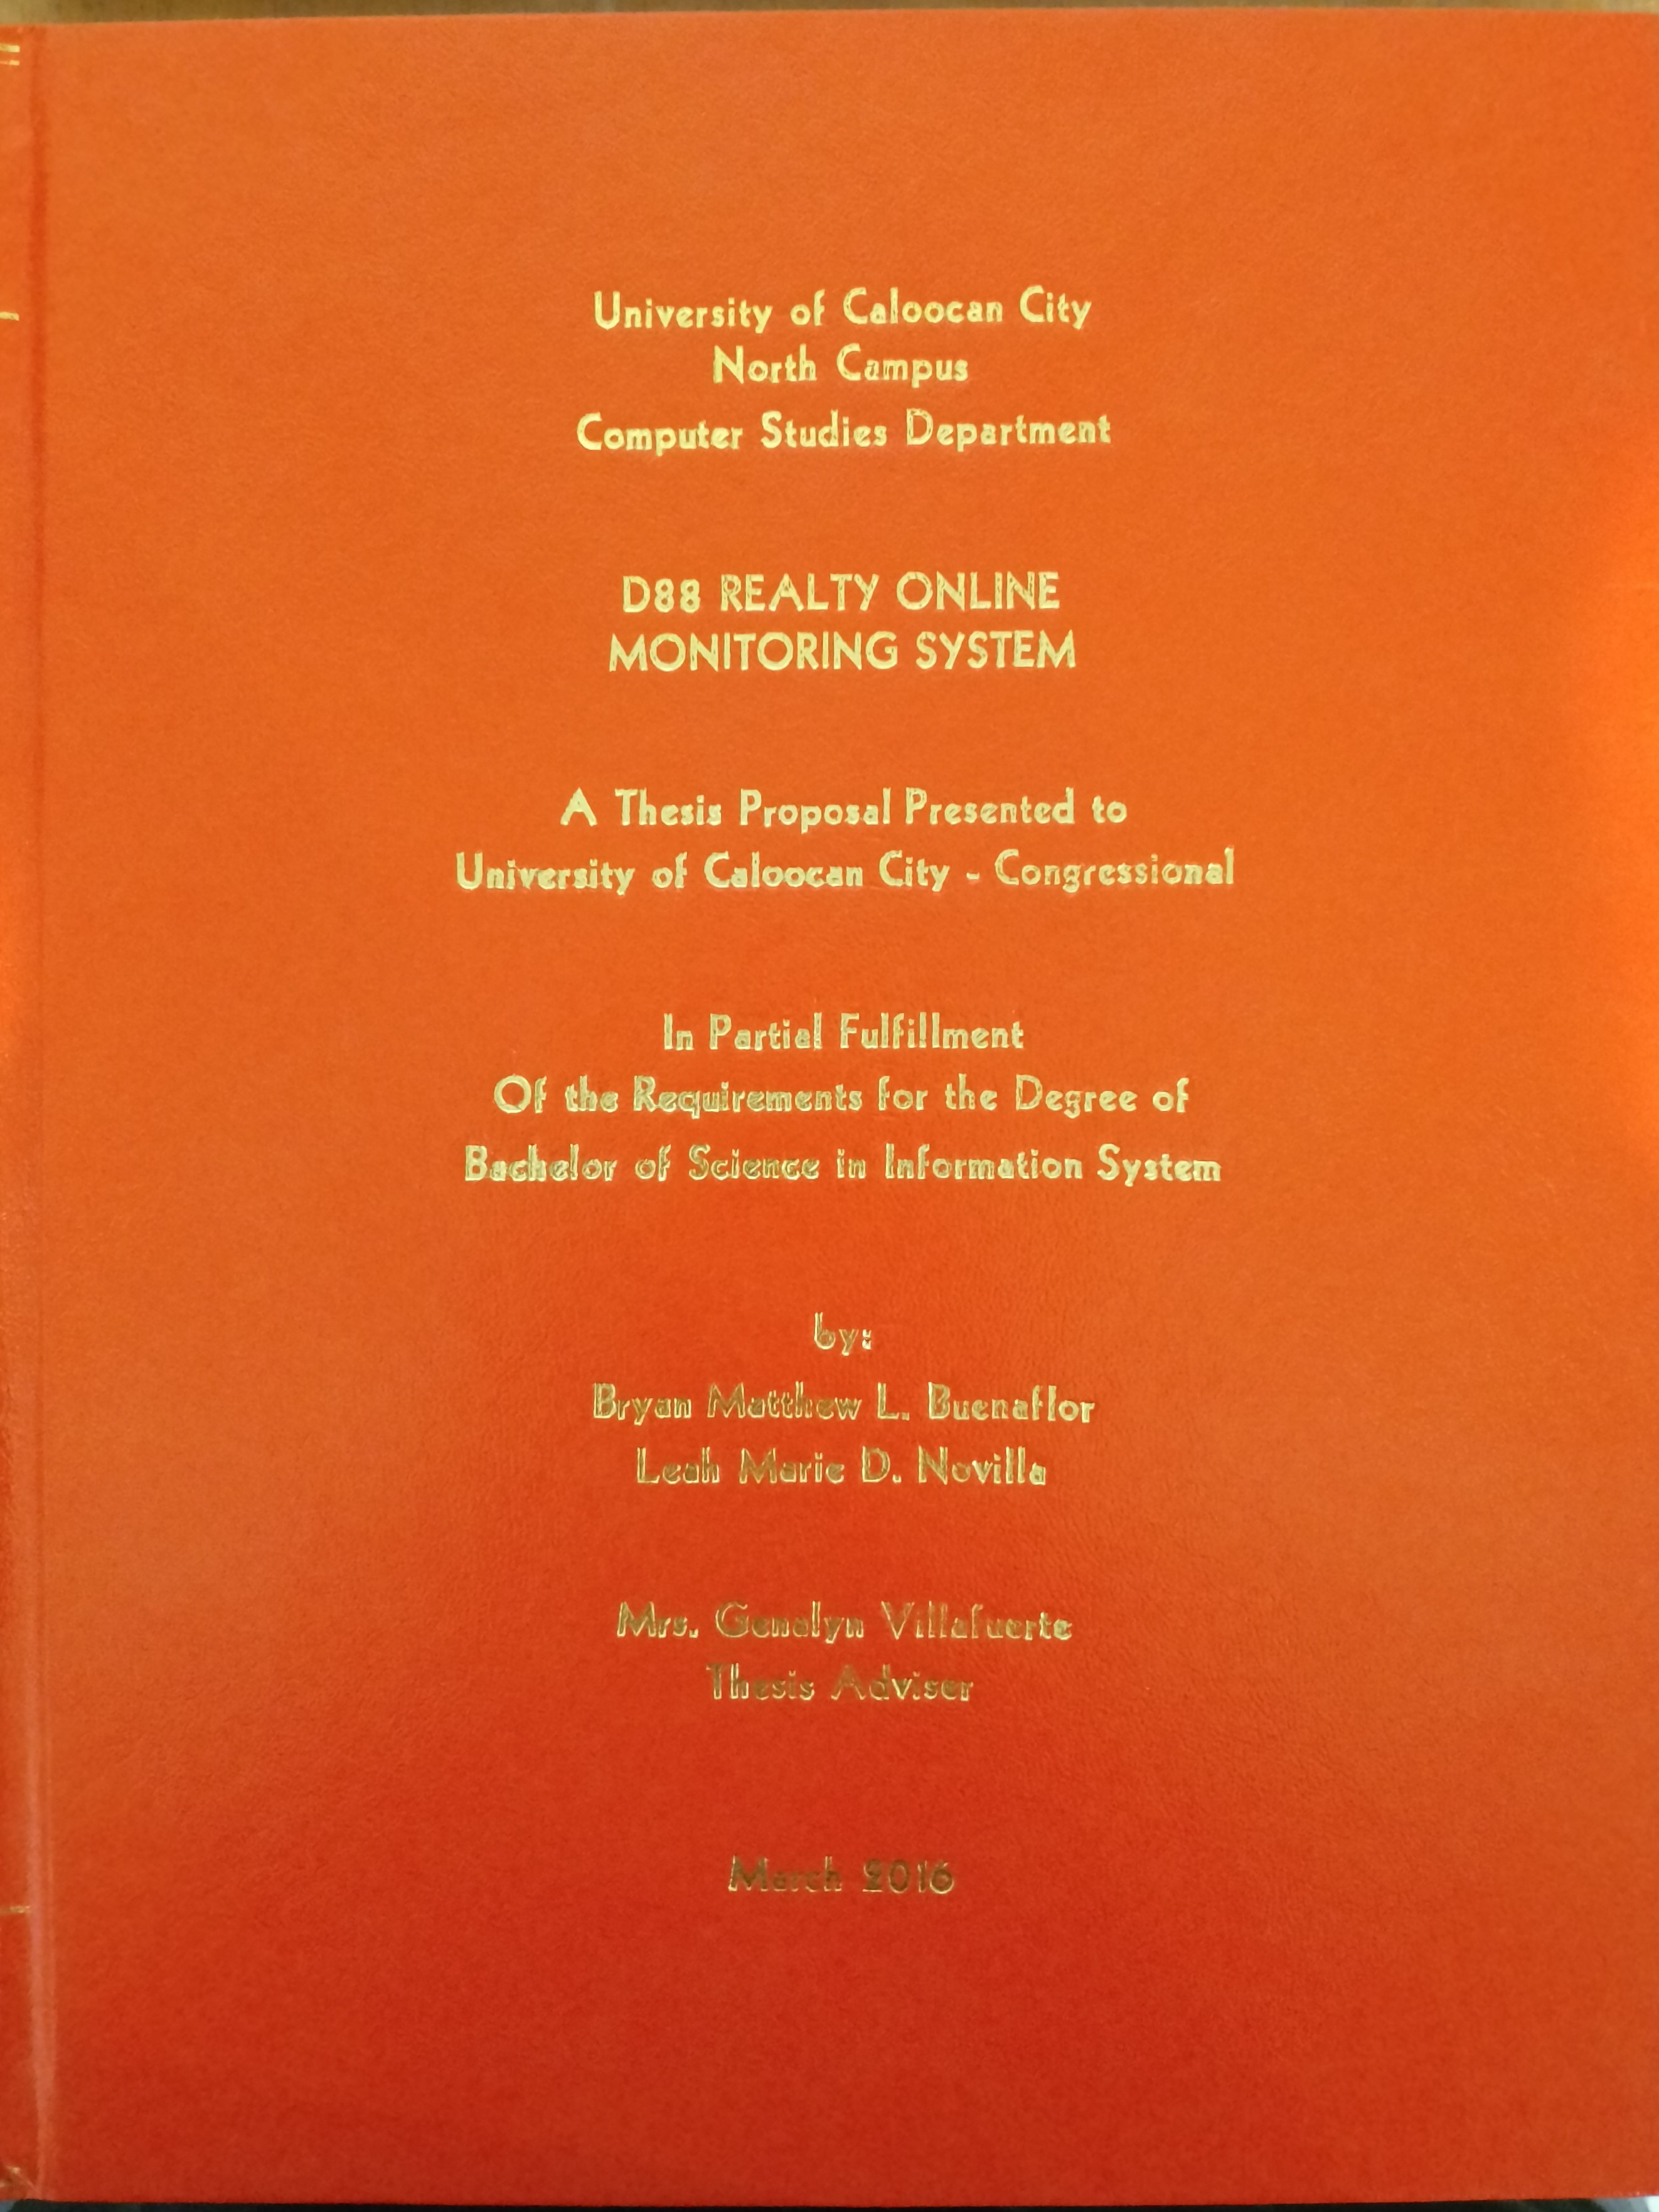 University of Caloocan City
North Campus
Computer Studies Department
D88 REALTY ONLINE
MONITORING SYSTEM
A Thesis Proposal Presented to
University of Caloocan City - Congressional
In Partial Fulfillment
Of the Requirements for the Degree of
Bachelor of Science in Information System
by:
Bryan Matthew L. Buenaflor
Leah Marie D. Novilla
Mrs. Genalyn Villafuerte
Thesis Adviser
March 2016